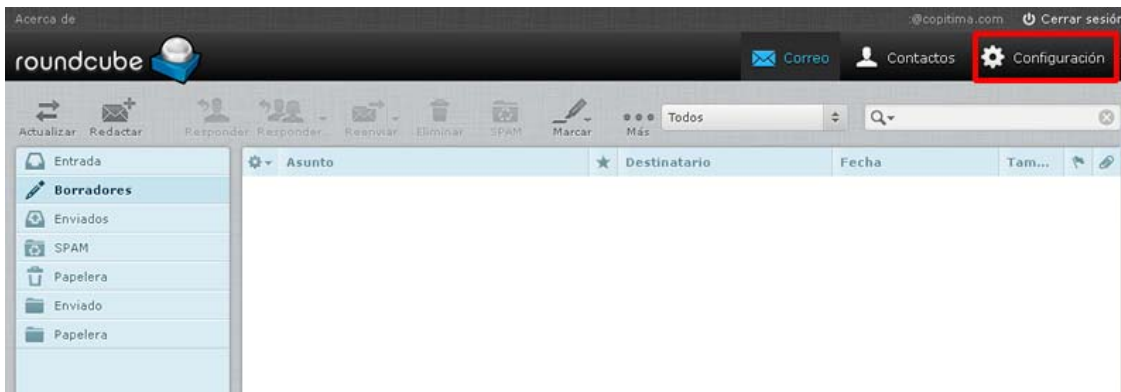 Acerca de :@copitima.com Cerrar sesión
roundcube Correo Contactos Configuración
Actualizar Redactar Responder Responder... Reenviar Eliminar SPAM Marcar Más Todos
Entrada Asunto Destinatario Fecha Tam...
Borradores
Enviados
SPAM
Papelera
Enviado
Papelera